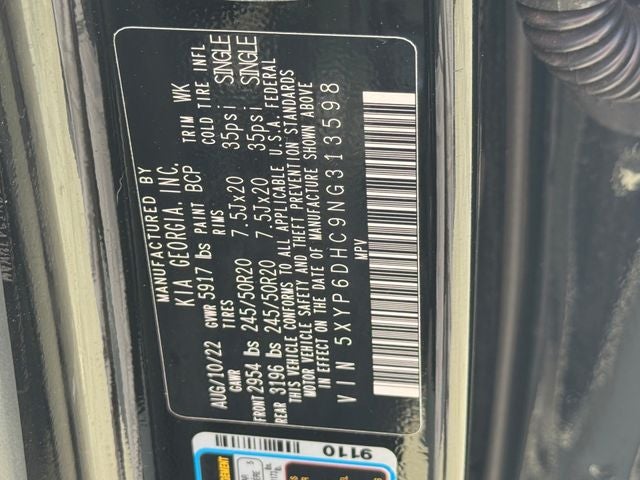 MANUFACTURED BY
KIA GEORGIA, INC.
AUG/10/22 GVWR 5917 lbs PAINT BCP TRIM WK
GAWR TIRES RIMS COLD TIRE INFL
FRONT 2954 lbs 245/50R20 7.5Jx20 35psi SINGLE
REAR 3196 lbs 245/50R20 7.5Jx20 35psi SINGLE
THIS VEHICLE CONFORMS TO ALL APPLICABLE U.S.A. FEDERAL
MOTOR VEHICLE SAFETY AND THEFT PREVENTION STANDARDS
IN EFFECT ON THE DATE OF MANUFACTURE SHOWN ABOVE
VIN 5XYP6DHC9NG313598
MPV
9110